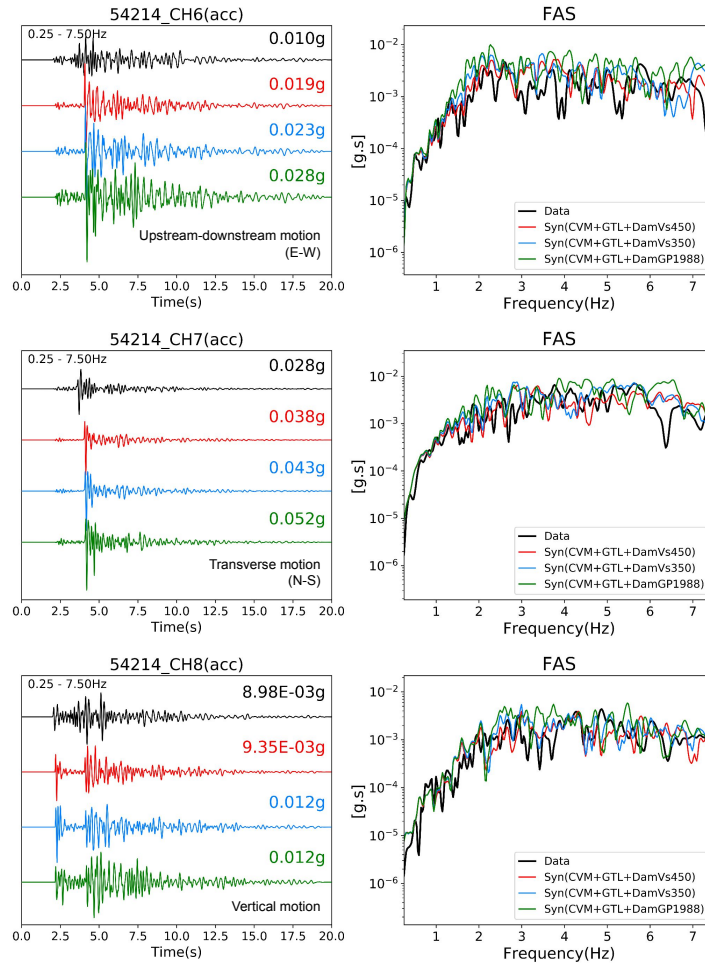 54214_CH6(acc)
0.25 - 7.50Hz
0.010g
0.019g
0.023g
0.028g
Upstream-downstream motion
(E-W)
0.0 2.5 5.0 7.5 10.0 12.5 15.0 17.5 20.0
Time(s)
FAS
[g.s]
10⁻²
10⁻³
10⁻⁴
10⁻⁵
10⁻⁶
Data
Syn(CVM+GTL+DamVs450)
Syn(CVM+GTL+DamVs350)
Syn(CVM+GTL+DamGP1988)
1 2 3 4 5 6 7
Frequency(Hz)
54214_CH7(acc)
0.25 - 7.50Hz
0.028g
0.038g
0.043g
0.052g
Transverse motion
(N-S)
0.0 2.5 5.0 7.5 10.0 12.5 15.0 17.5 20.0
Time(s)
FAS
[g.s]
10⁻²
10⁻³
10⁻⁴
10⁻⁵
10⁻⁶
Data
Syn(CVM+GTL+DamVs450)
Syn(CVM+GTL+DamVs350)
Syn(CVM+GTL+DamGP1988)
1 2 3 4 5 6 7
Frequency(Hz)
54214_CH8(acc)
0.25 - 7.50Hz
8.98E-03g
9.35E-03g
0.012g
0.012g
Vertical motion
0.0 2.5 5.0 7.5 10.0 12.5 15.0 17.5 20.0
Time(s)
FAS
[g.s]
10⁻²
10⁻³
10⁻⁴
10⁻⁵
10⁻⁶
Data
Syn(CVM+GTL+DamVs450)
Syn(CVM+GTL+DamVs350)
Syn(CVM+GTL+DamGP1988)
1 2 3 4 5 6 7
Frequency(Hz)